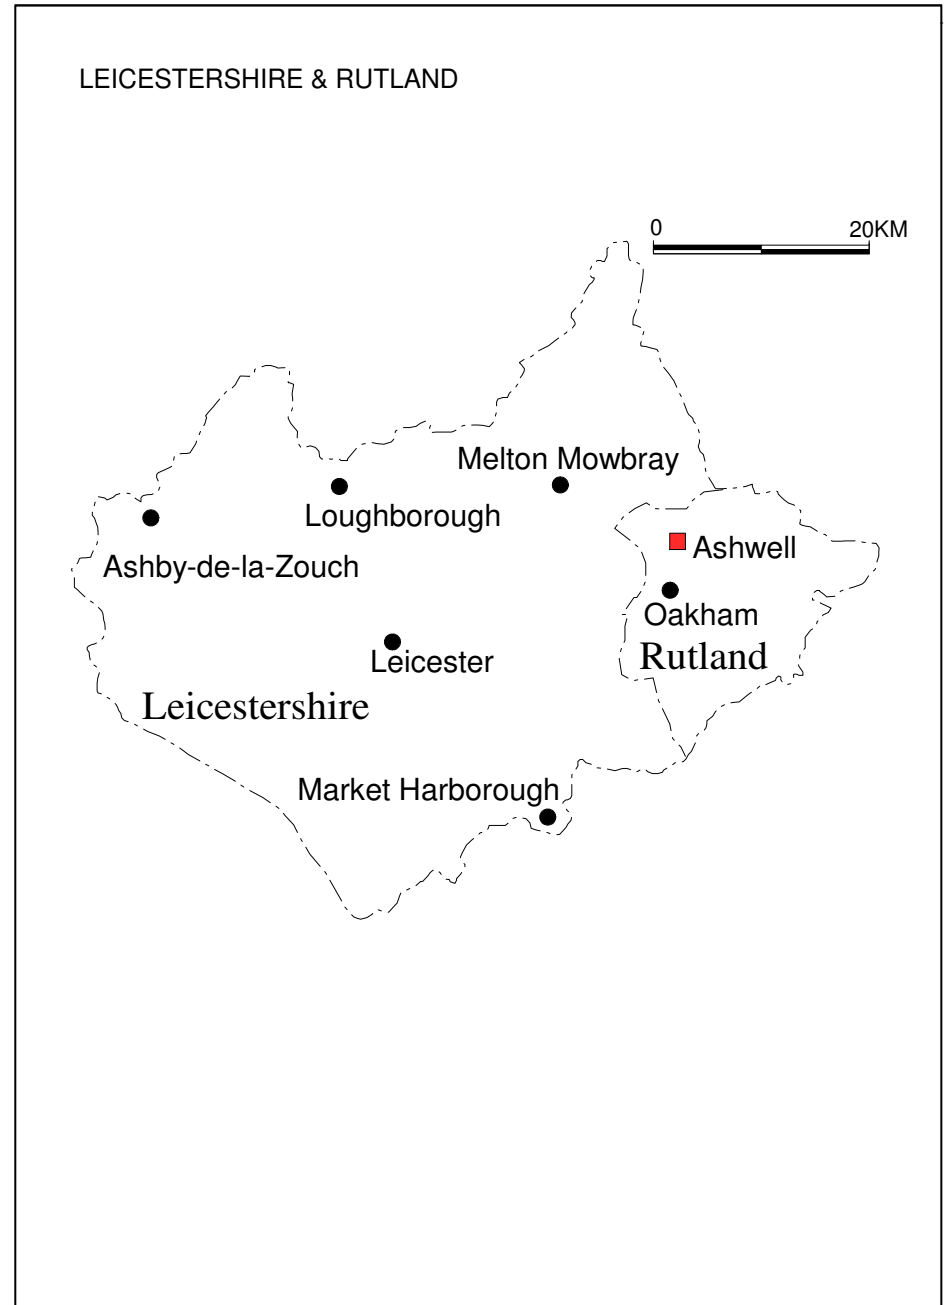 LEICESTERSHIRE & RUTLAND
0 20KM
Melton Mowbray
Loughborough
Ashwell
Ashby-de-la-Zouch
Oakham
Rutland
Leicester
Leicestershire
Market Harborough